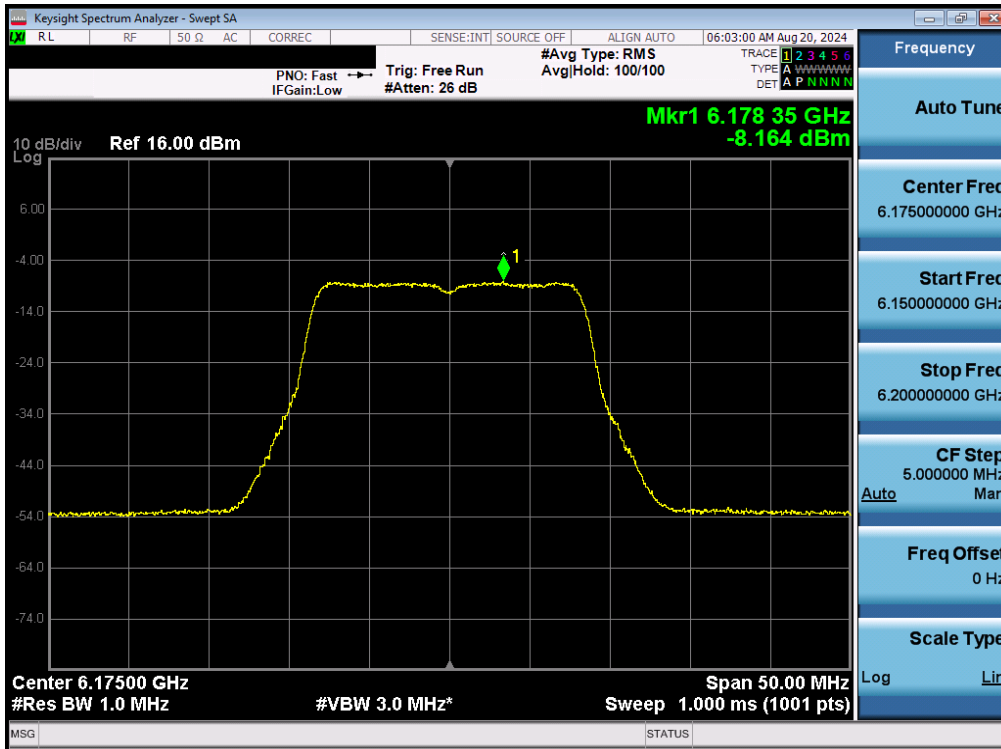 Keysight Spectrum Analyzer - Swept SA
LXI RL RF 50 Ω AC CORREC SENSE:INT SOURCE OFF ALIGN AUTO 06:03:00 AM Aug 20, 2024
PNO: Fast
IFGain:Low
Trig: Free Run
#Atten: 26 dB
#Avg Type: RMS
Avg|Hold: 100/100
TRACE 1 2 3 4 5 6
TYPE A WWWWW
DET A P N N N N
Mkr1 6.178 35 GHz
-8.164 dBm
10 dB/div Ref 16.00 dBm
Log
6.00
-4.00
-14.0
-24.0
-34.0
-44.0
-54.0
-64.0
-74.0
1
Center 6.17500 GHz Span 50.00 MHz
#Res BW 1.0 MHz #VBW 3.0 MHz* Sweep 1.000 ms (1001 pts)
MSG STATUS
Frequency
Auto Tune
Center Freq
6.175000000 GHz
Start Freq
6.150000000 GHz
Stop Freq
6.200000000 GHz
CF Step
5.000000 MHz
Auto Man
Freq Offset
0 Hz
Scale Type
Log Lin